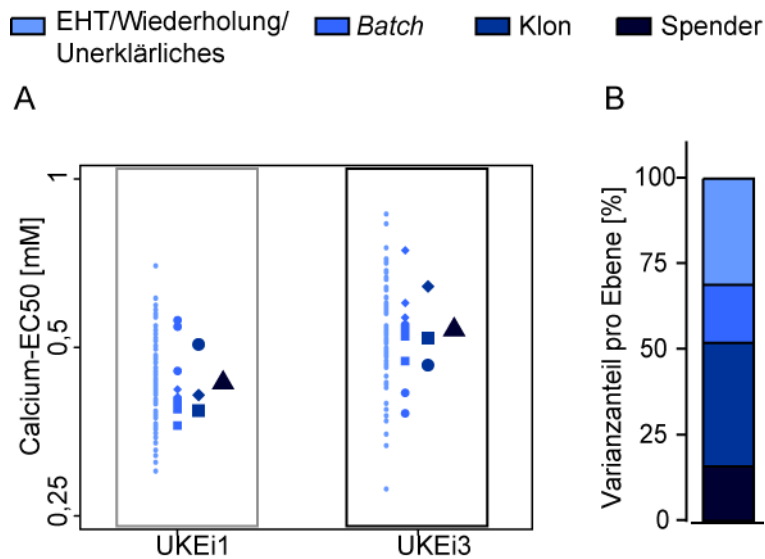 EHT/Wiederholung/
Unerklärliches
Batch
Klon
Spender
A
B
Calcium-EC50 [mM]
1
0,5
0,25
UKEi1
UKEi3
Varianzanteil pro Ebene [%]
100
75
50
25
0